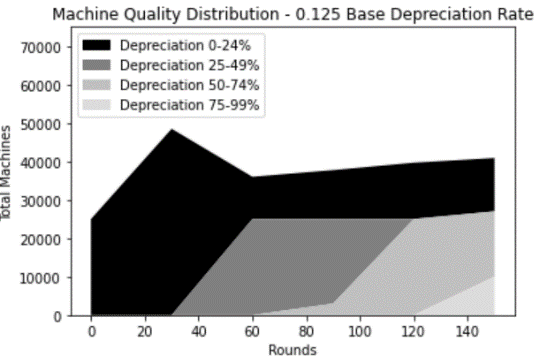 Machine Quality Distribution - 0.125 Base Depreciation Rate
Depreciation 0-24%
Depreciation 25-49%
Depreciation 50-74%
Depreciation 75-99%
Total Machines
70000
60000
50000
40000
30000
20000
10000
0
0 20 40 60 80 100 120 140
Rounds